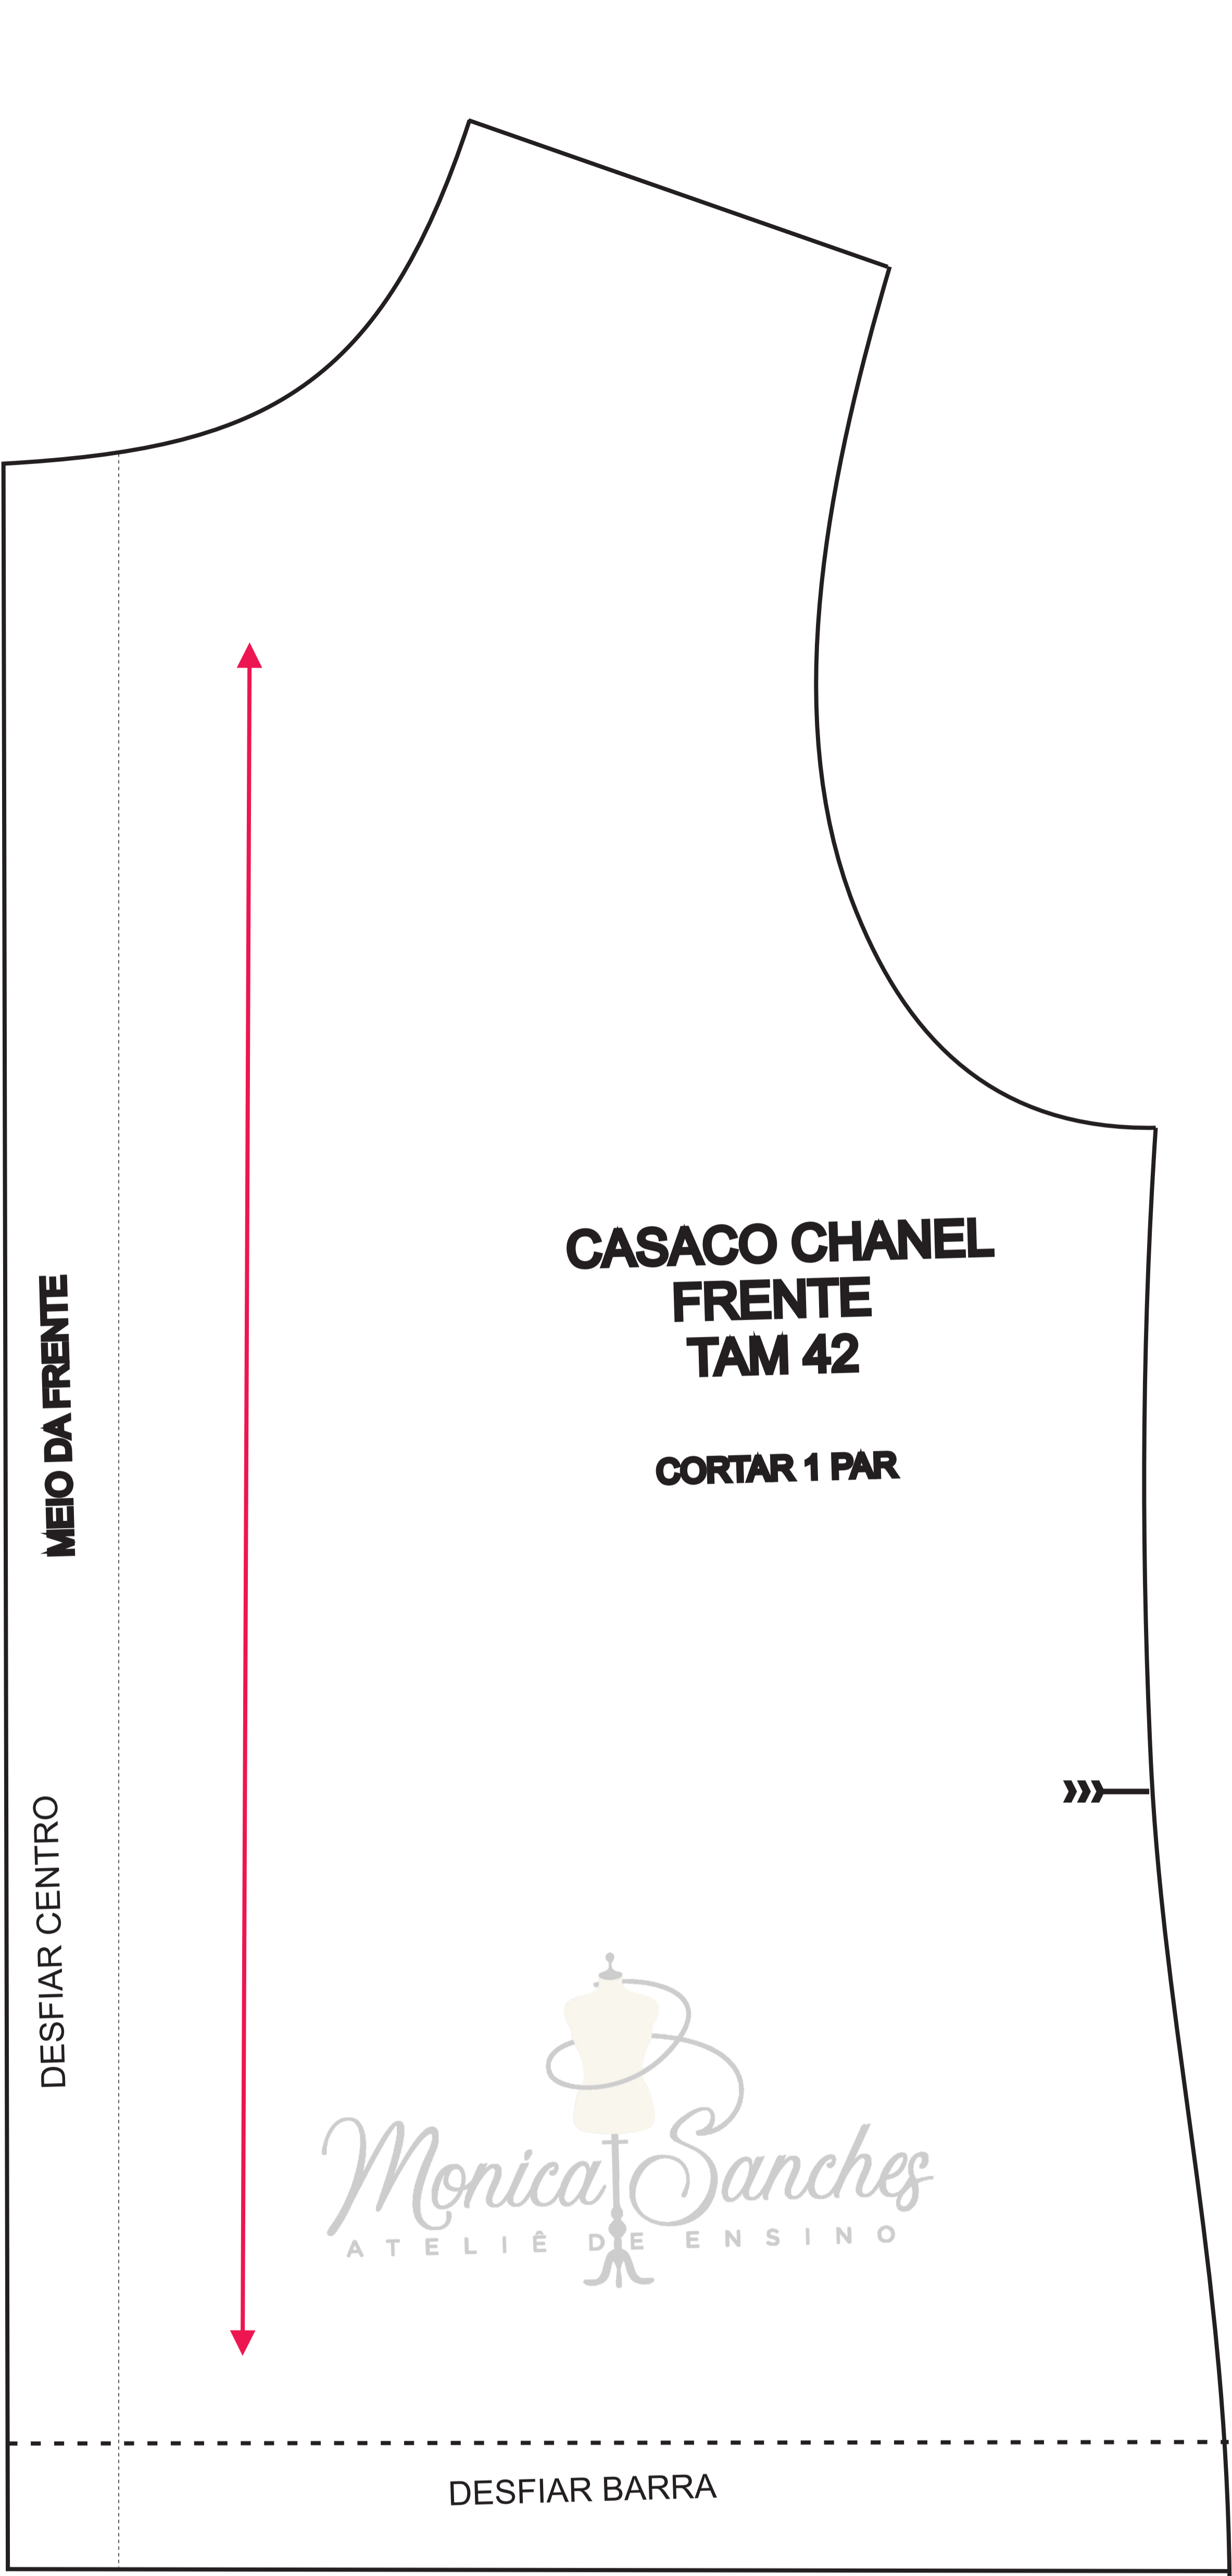 CASACO CHANEL
FRENTE
TAM 42
CORTAR 1 PAR
MEIO DA FRENTE
DESFIAR CENTRO
Monica Sanches
ATELIÊ DE ENSINO
DESFIAR BARRA